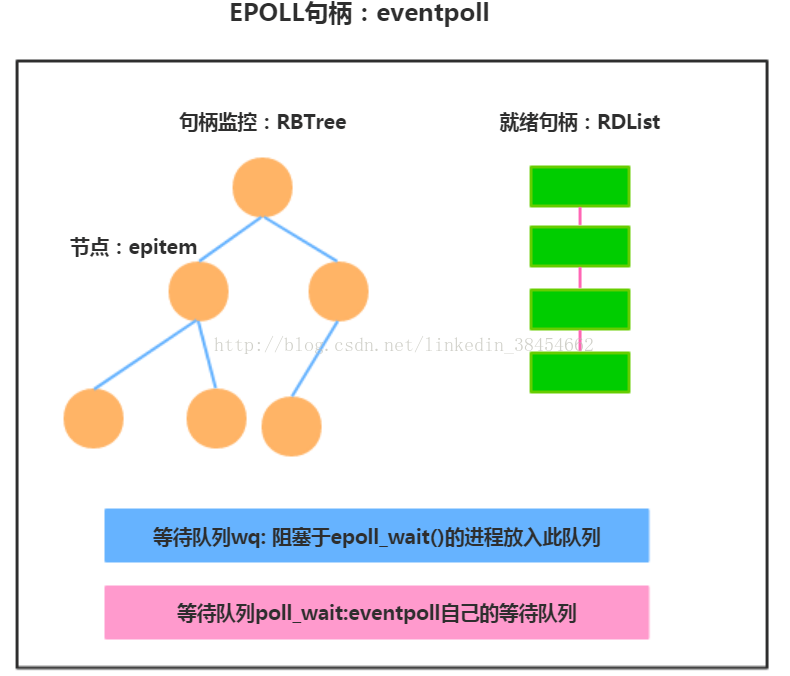 EPOLL句柄：eventpoll
句柄监控：RBTree
就绪句柄：RDList
节点：epitem
http://blog.csdn.net/linkedin_38454662
等待队列wq: 阻塞于epoll_wait()的进程放入此队列
等待队列poll_wait:eventpoll自己的等待队列